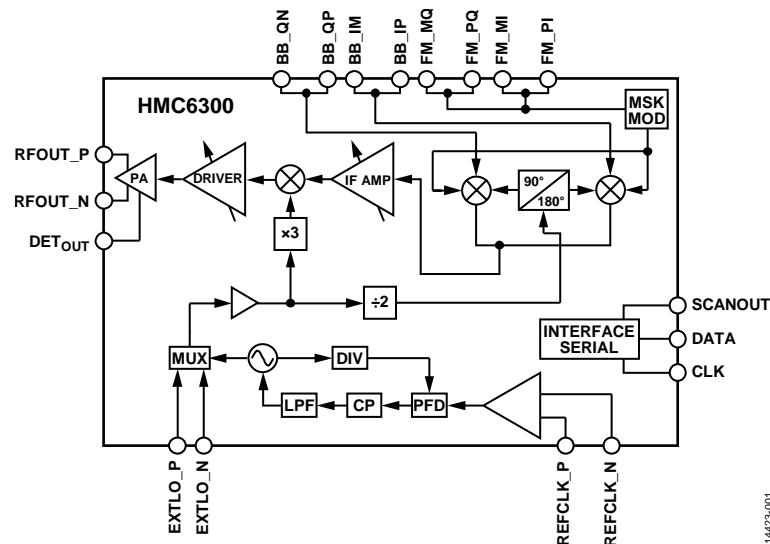 BB_QN
BB_QP
BB_IM
BB_IP
FM_MQ
FM_PQ
FM_MI
FM_PI
HMC6300
MSK
MOD
RFOUT_P
RFOUT_N
DETOUT
PA
DRIVER
IF AMP
90°
180°
×3
÷2
MUX
DIV
LPF
CP
PFD
INTERFACE
SERIAL
SCANOUT
DATA
CLK
EXTLO_P
EXTLO_N
REFCLK_P
REFCLK_N
14423-001